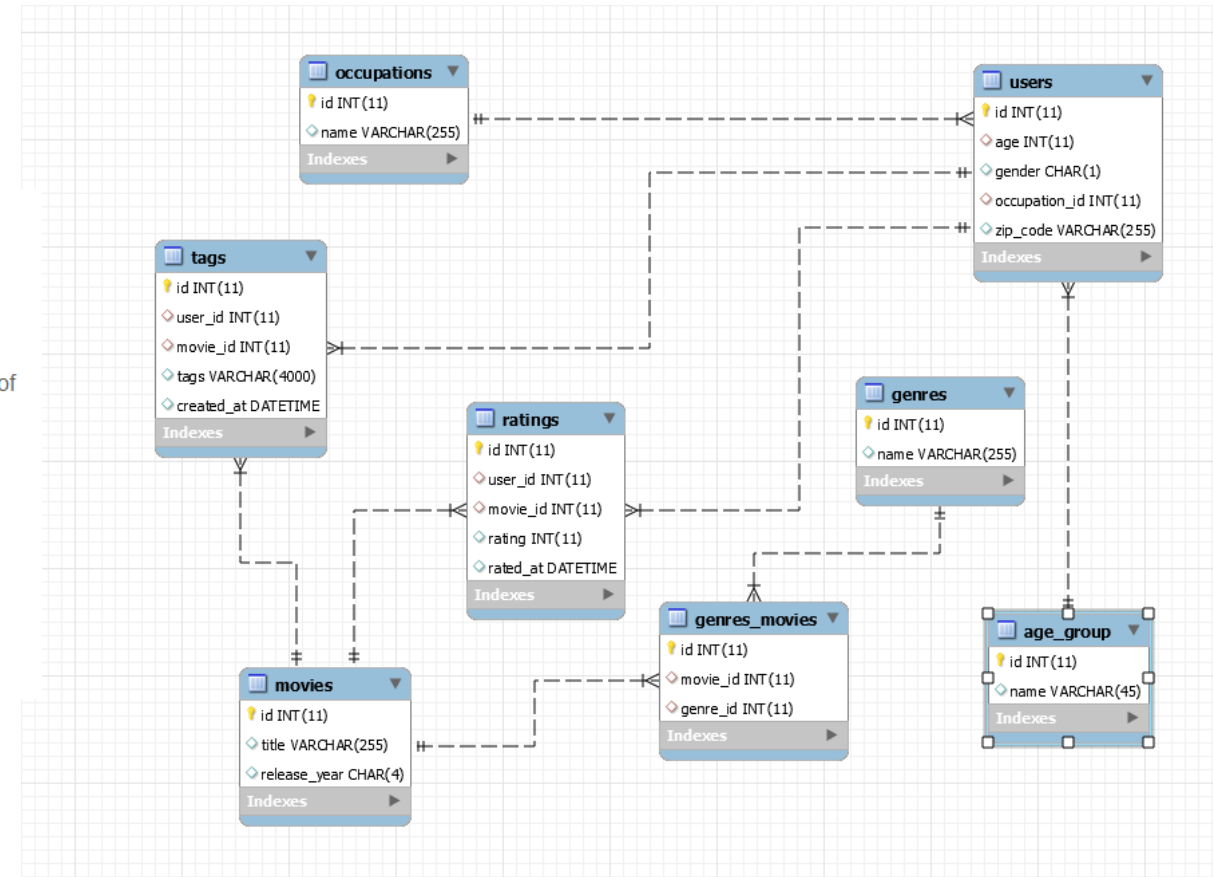 occupations
id INT(11)
name VARCHAR(255)
Indexes
users
id INT(11)
age INT(11)
gender CHAR(1)
occupation_id INT(11)
zip_code VARCHAR(255)
Indexes
tags
id INT(11)
user_id INT(11)
movie_id INT(11)
tags VARCHAR(4000)
created_at DATETIME
Indexes
of
ratings
id INT(11)
user_id INT(11)
movie_id INT(11)
rating INT(11)
rated_at DATETIME
Indexes
genres
id INT(11)
name VARCHAR(255)
Indexes
genres_movies
id INT(11)
movie_id INT(11)
genre_id INT(11)
Indexes
age_group
id INT(11)
name VARCHAR(45)
Indexes
movies
id INT(11)
title VARCHAR(255)
release_year CHAR(4)
Indexes